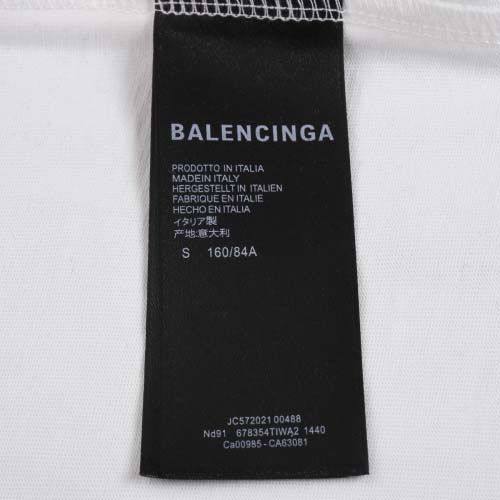 BALENCINGA
PRODOTTO IN ITALIA
MADEIN ITALY
HERGESTELLT IN ITALIEN
FABRIQUE EN ITALIE
HECHO EN ITALIA
イタリア製
产地:意大利
S 160/84A
JC572021 00488
Nd91 678354TIWA2 1440
Ca00985 - CA63081